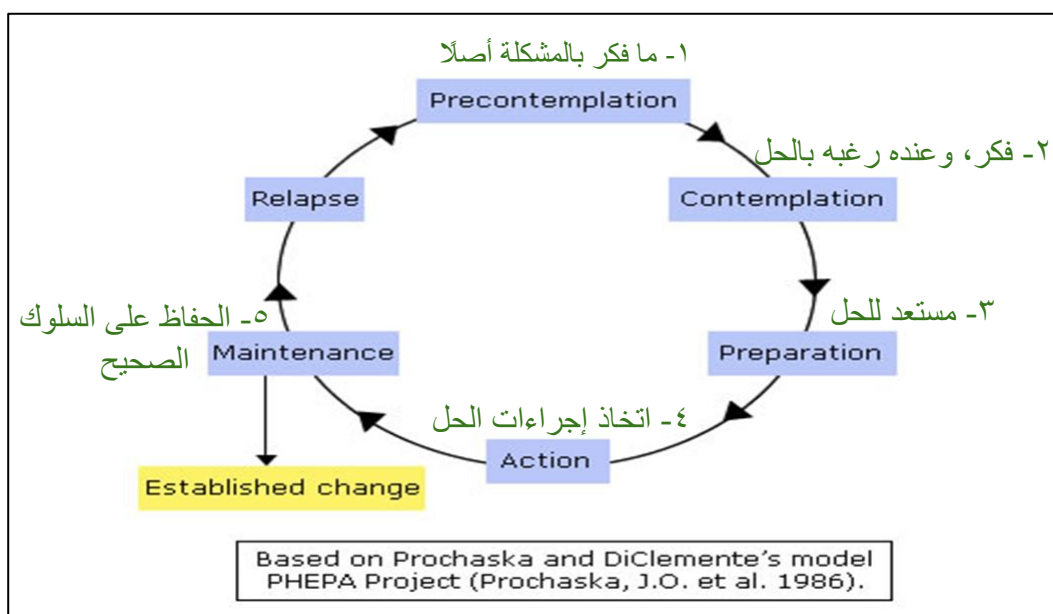 ١- ما فكر بالمشكلة أصلًا
Precontemplation
٢- فكر، وعنده رغبه بالحل
Contemplation
٣- مستعد للحل
Preparation
٤- اتخاذ إجراءات الحل
Action
٥- الحفاظ على السلوك
الصحيح
Maintenance
Relapse
Established change
Based on Prochaska and DiClemente's model
PHEPA Project (Prochaska, J.O. et al. 1986).